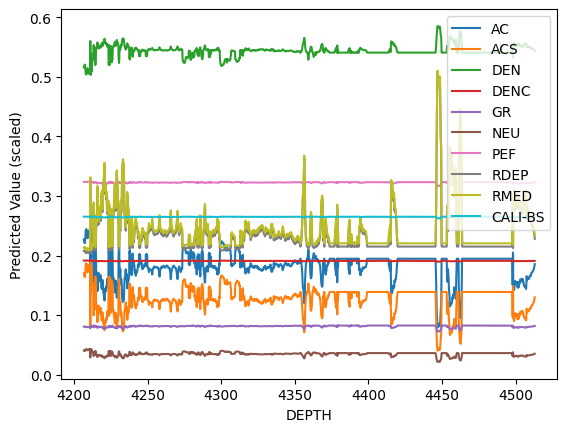 0.6
0.5
0.4
0.3
0.2
0.1
0.0
Predicted Value (scaled)
4200
4250
4300
4350
4400
4450
4500
DEPTH
AC
ACS
DEN
DENC
GR
NEU
PEF
RDEP
RMED
CALI-BS